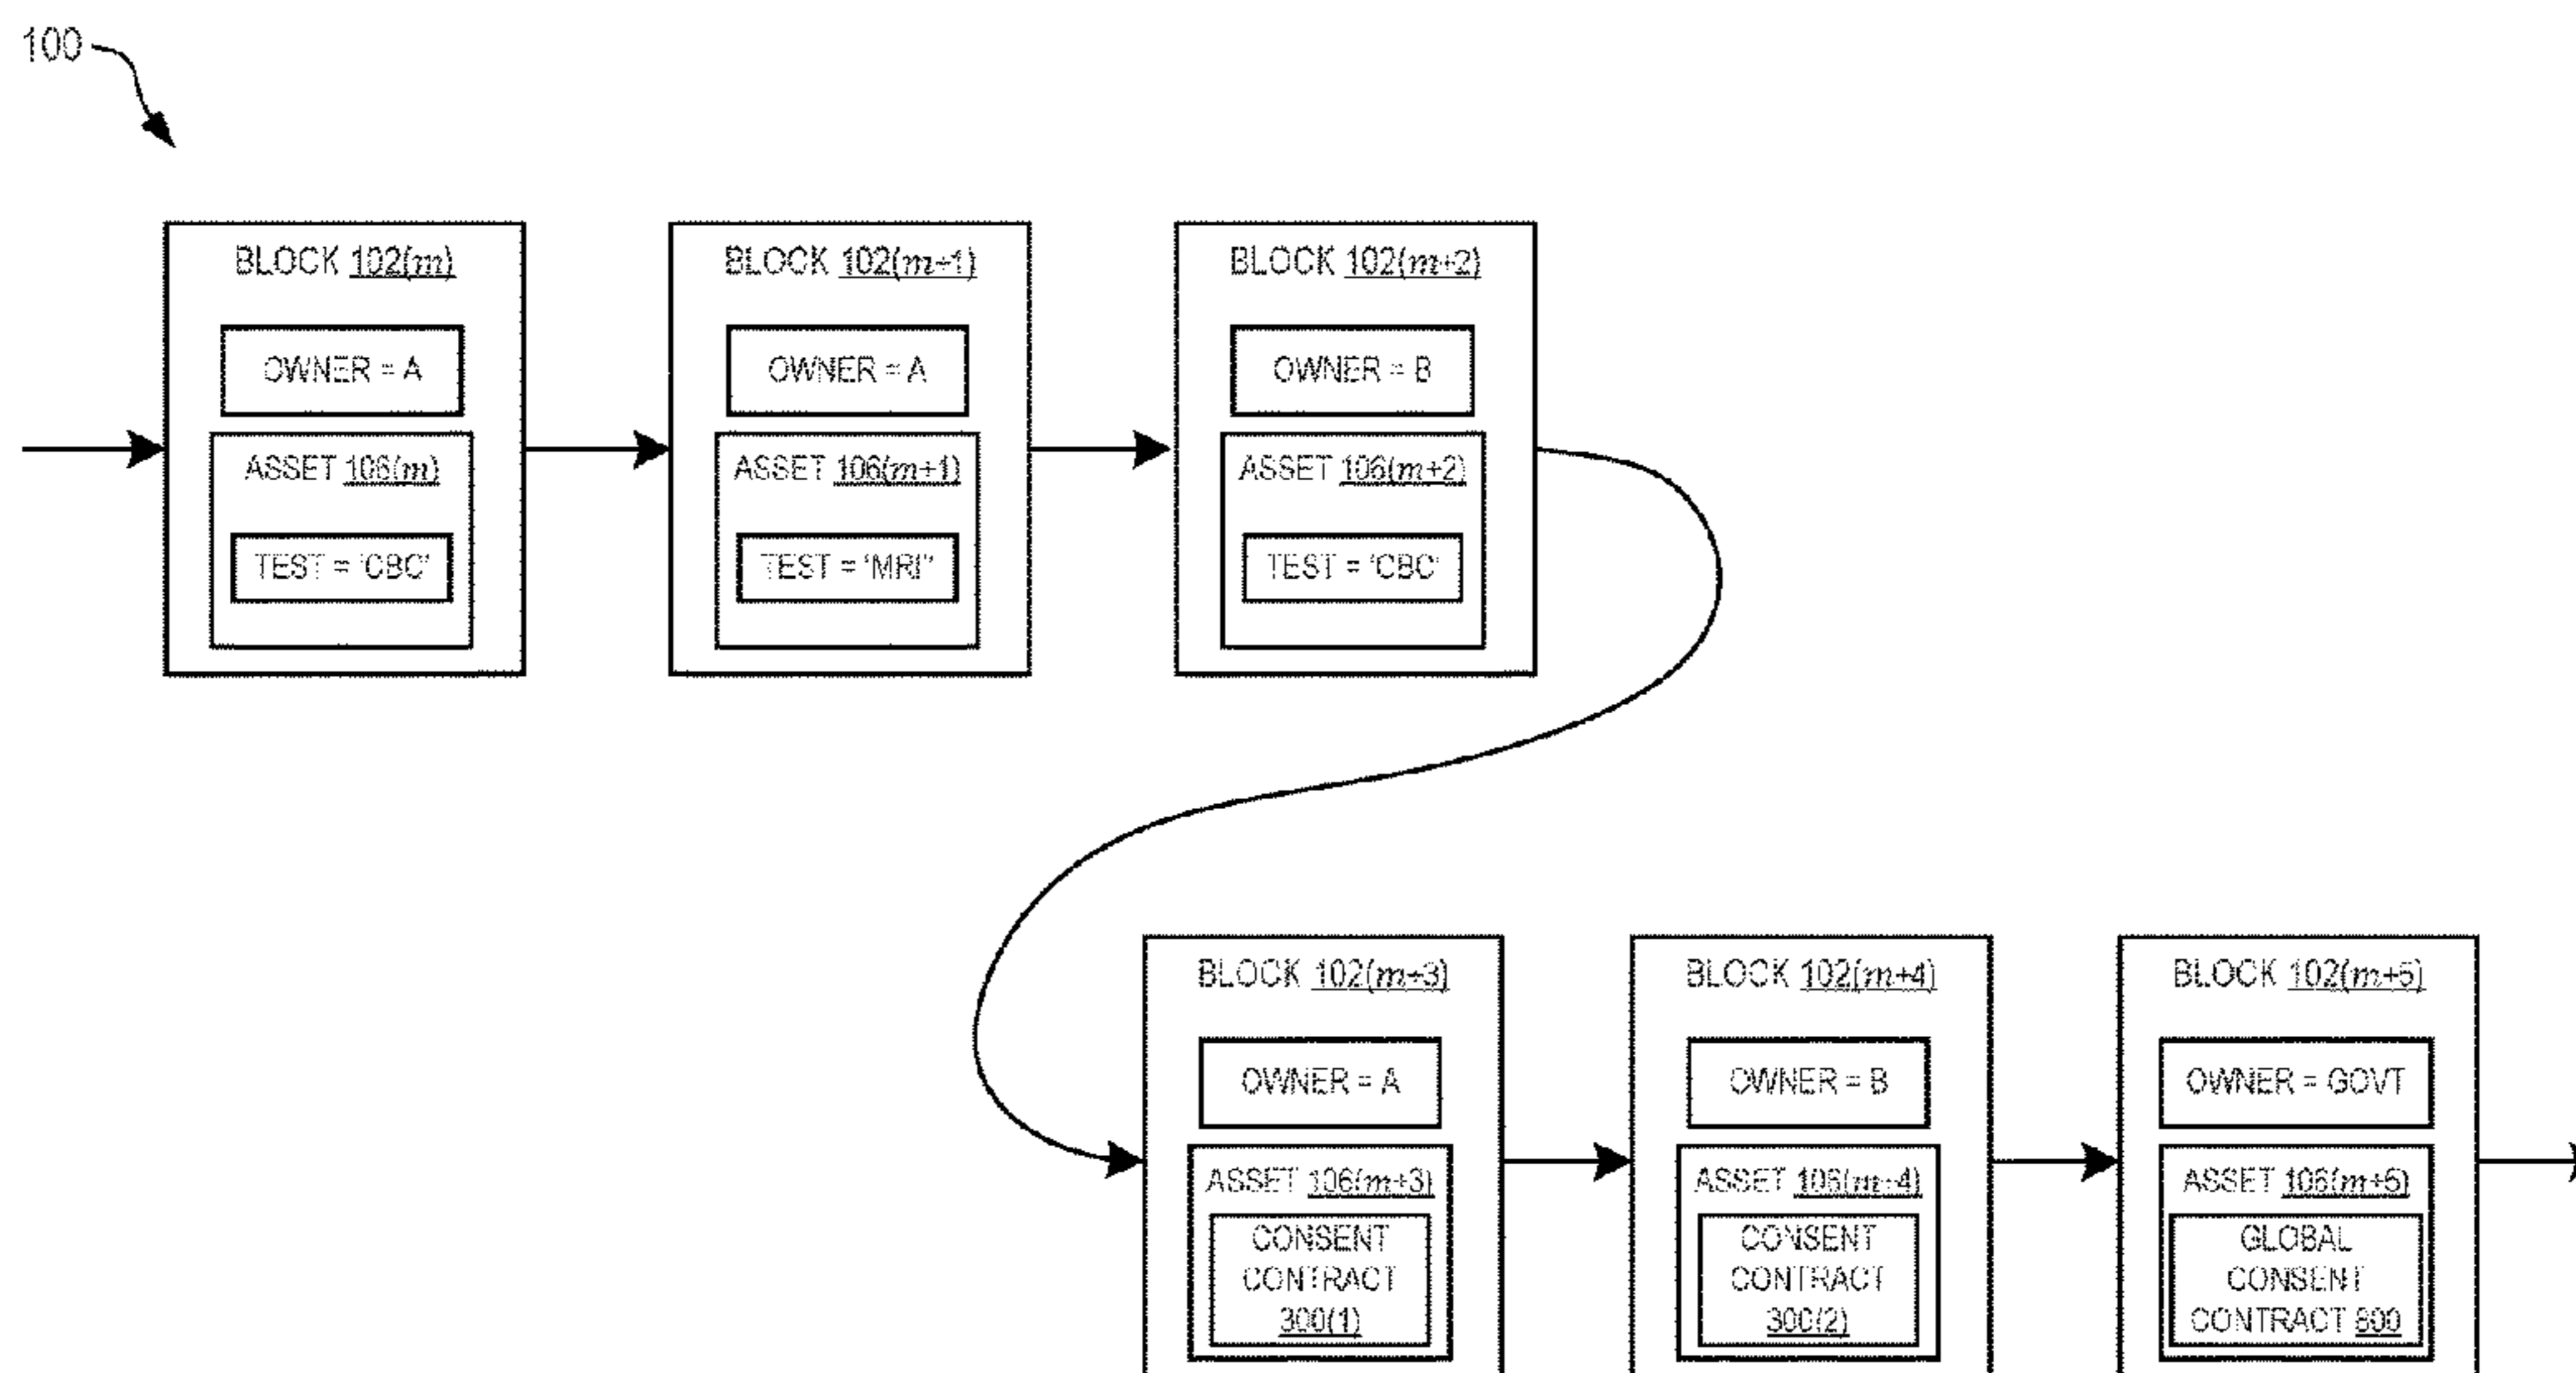 100
BLOCK 102(m)
OWNER = A
ASSET 106(m)
TEST = 'CBC'
BLOCK 102(m+1)
OWNER = A
ASSET 106(m+1)
TEST = 'MRI''
BLOCK 102(m+2)
OWNER = B
ASSET 106(m+2)
TEST = 'CBC'
BLOCK 102(m+3)
OWNER = A
ASSET 106(m+3)
CONSENT
CONTRACT
300(1)
BLOCK 102(m+4)
OWNER = B
ASSET 106(m+4)
CONSENT
CONTRACT
300(2)
BLOCK 102(m+5)
OWNER = GOVT
ASSET 106(m+5)
GLOBAL
CONSENT
CONTRACT 800